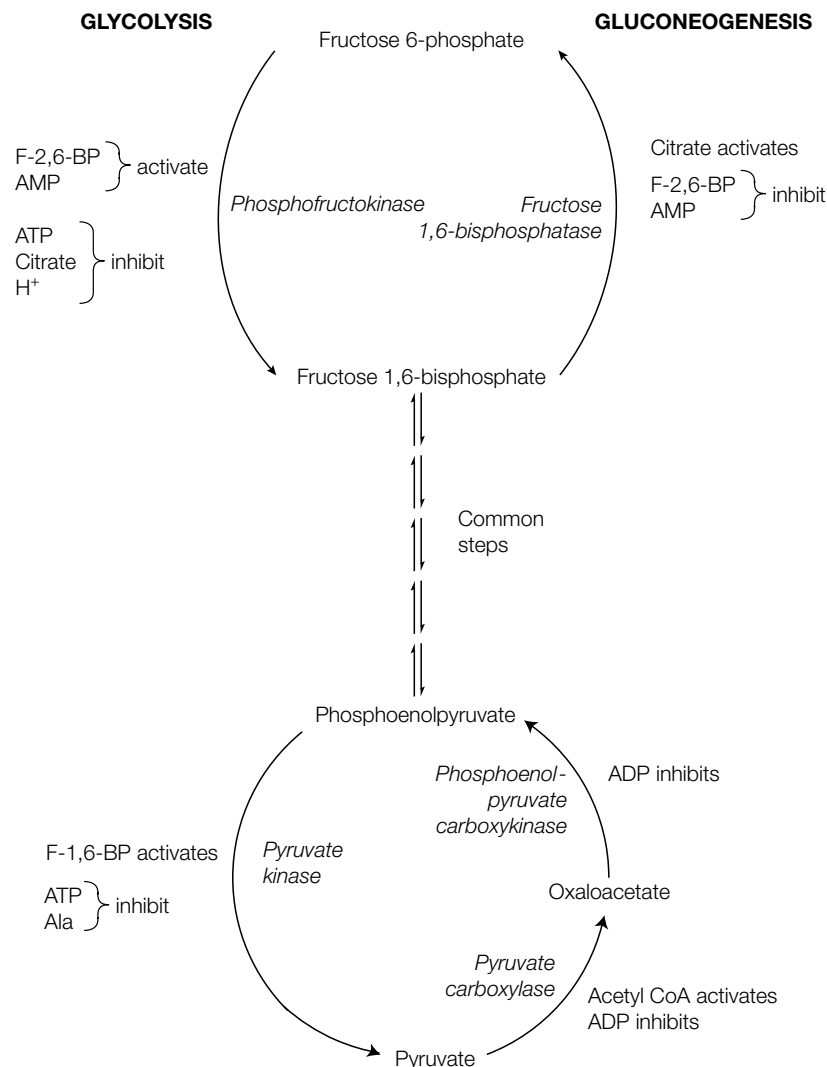 GLYCOLYSIS
GLUCONEOGENESIS
Fructose 6-phosphate
F-2,6-BP
AMP
activate
ATP
Citrate
H⁺
inhibit
Phosphofructokinase
Fructose
1,6-bisphosphatase
Citrate activates
F-2,6-BP
AMP
inhibit
Fructose 1,6-bisphosphate
Common
steps
Phosphoenolpyruvate
F-1,6-BP activates
ATP
Ala
inhibit
Pyruvate
kinase
Phosphoenol-
pyruvate
carboxykinase
ADP inhibits
Oxaloacetate
Pyruvate
carboxylase
Acetyl CoA activates
ADP inhibits
Pyruvate